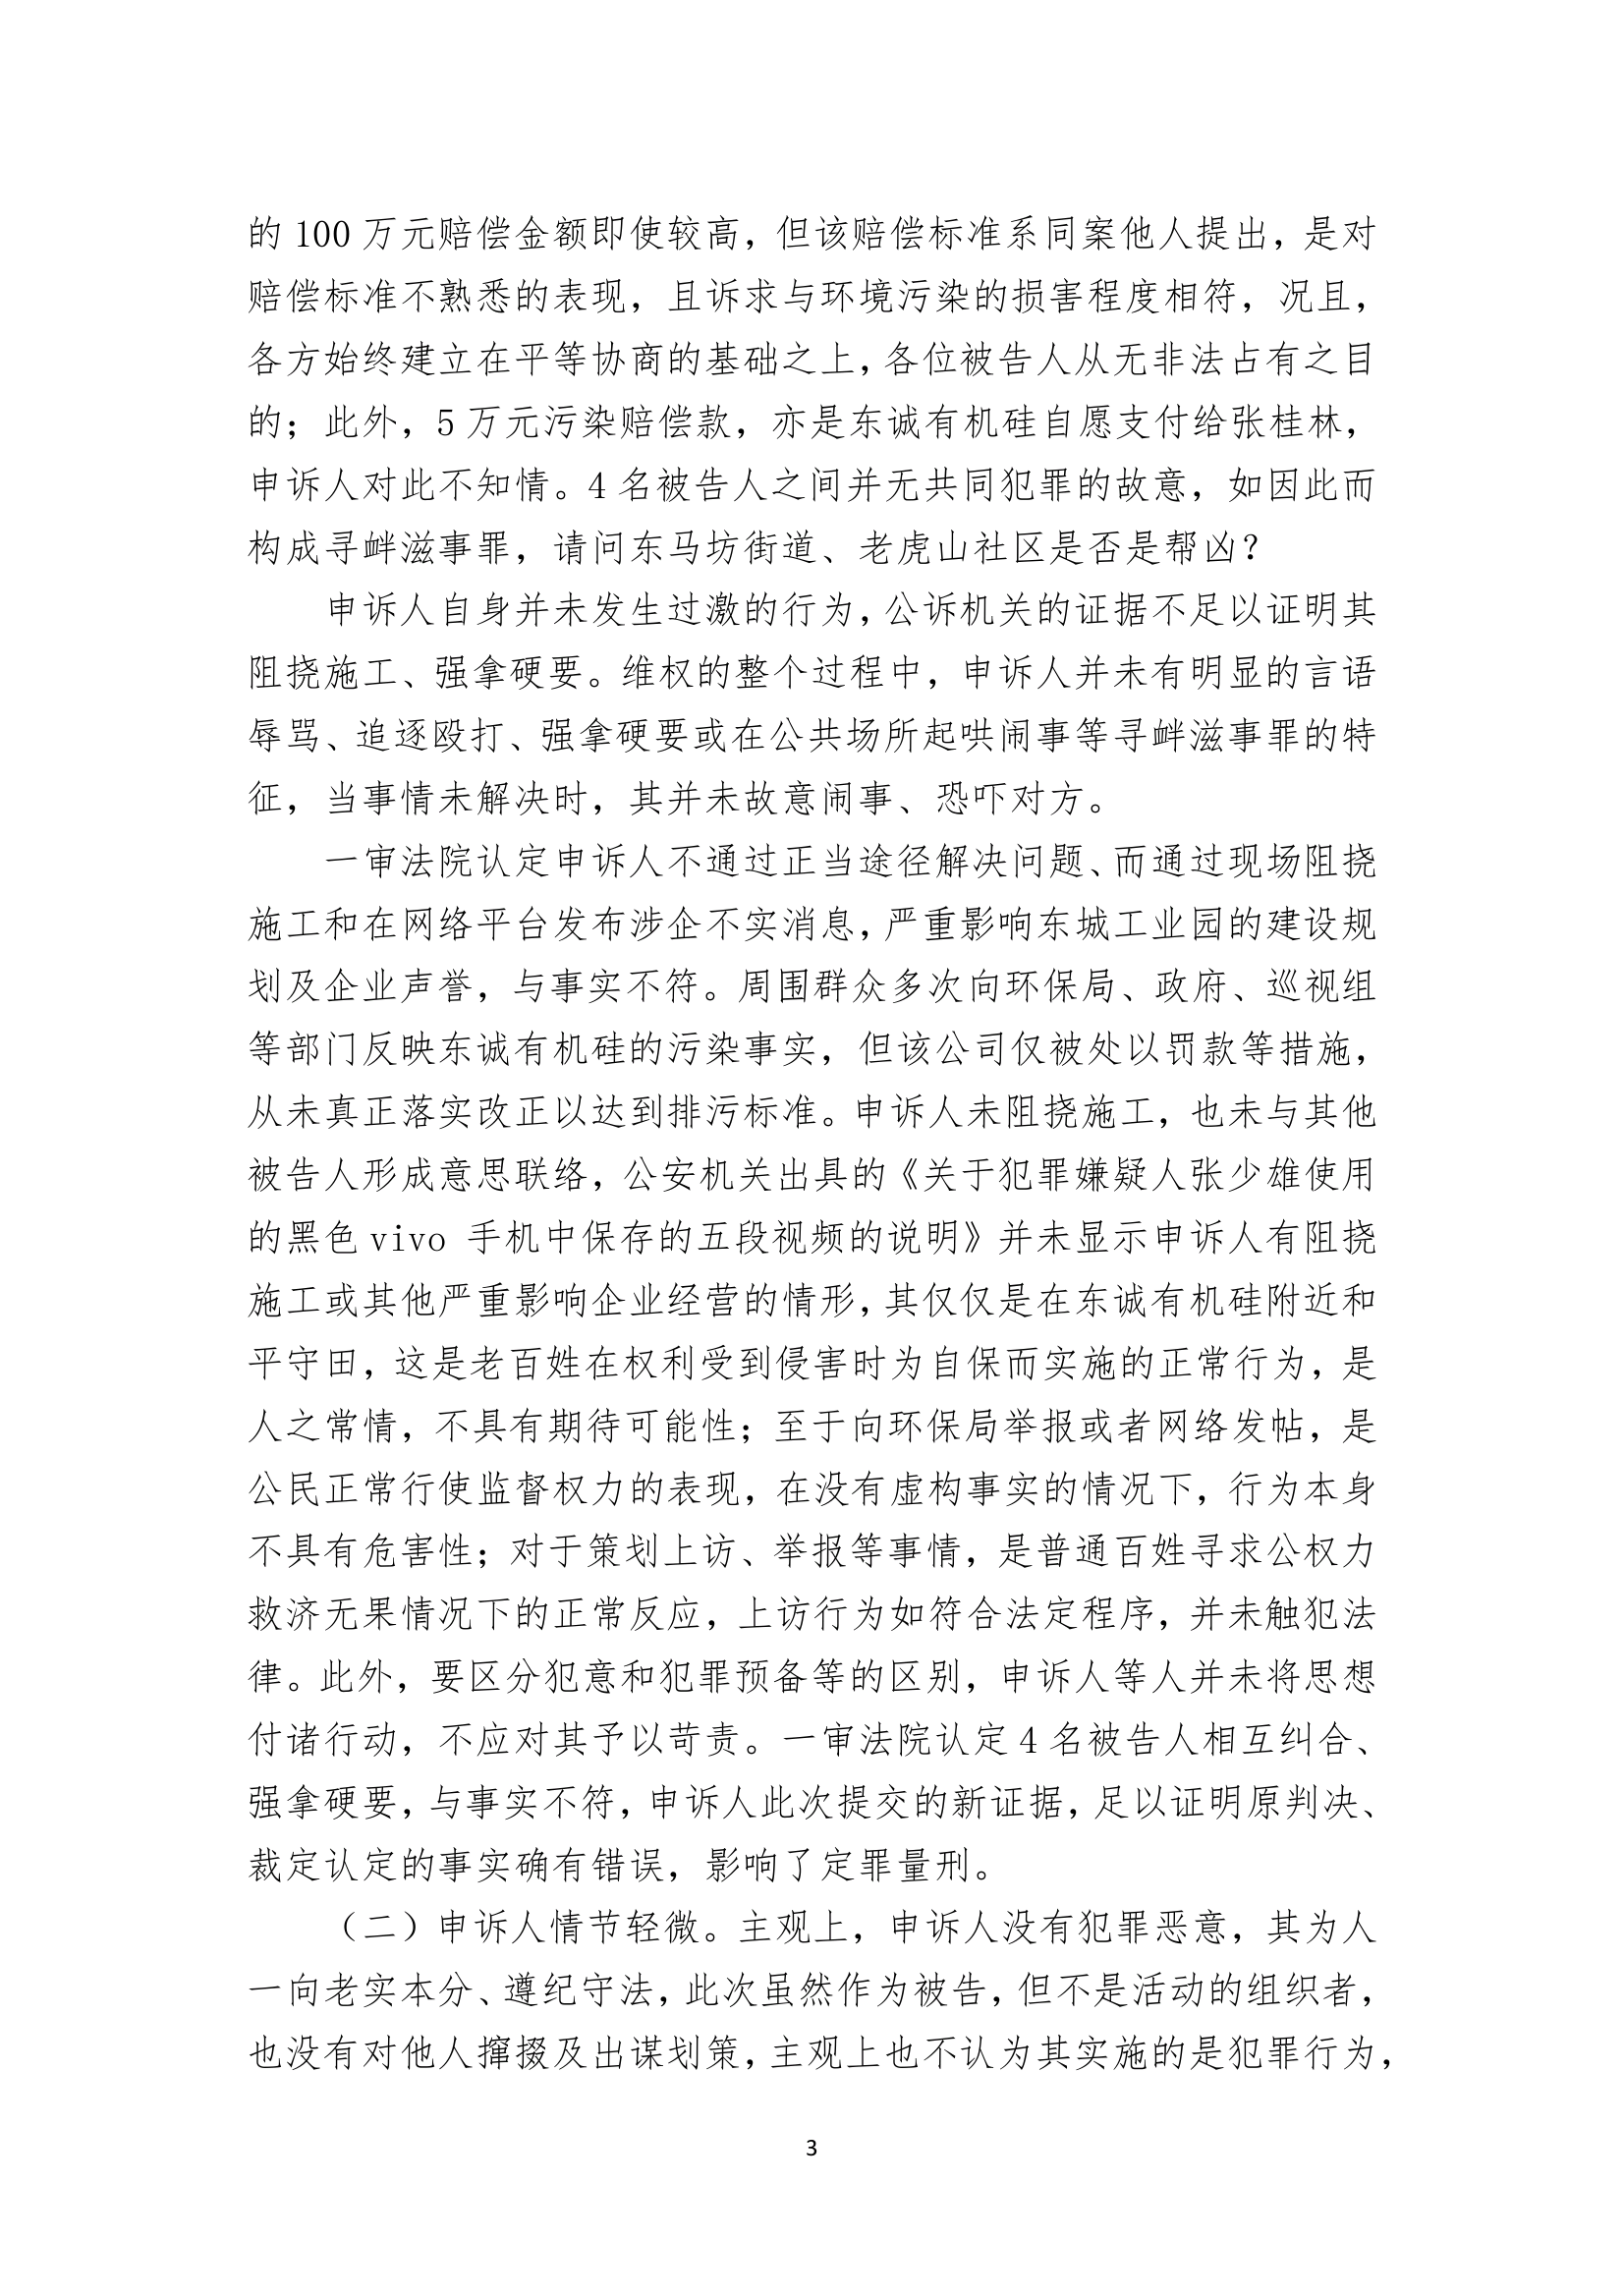 的 100 万元赔偿金额即使较高，但该赔偿标准系同案他人提出，是对
赔偿标准不熟悉的表现，且诉求与环境污染的损害程度相符，况且，
各方始终建立在平等协商的基础之上，各位被告人从无非法占有之目
的；此外，5 万元污染赔偿款，亦是东诚有机硅自愿支付给张桂林，
申诉人对此不知情。4 名被告人之间并无共同犯罪的故意，如因此而
构成寻衅滋事罪，请问东马坊街道、老虎山社区是否是帮凶？
申诉人自身并未发生过激的行为，公诉机关的证据不足以证明其
阻挠施工、强拿硬要。维权的整个过程中，申诉人并未有明显的言语
辱骂、追逐殴打、强拿硬要或在公共场所起哄闹事等寻衅滋事罪的特
征，当事情未解决时，其并未故意闹事、恐吓对方。
一审法院认定申诉人不通过正当途径解决问题、而通过现场阻挠
施工和在网络平台发布涉企不实消息，严重影响东城工业园的建设规
划及企业声誉，与事实不符。周围群众多次向环保局、政府、巡视组
等部门反映东诚有机硅的污染事实，但该公司仅被处以罚款等措施，
从未真正落实改正以达到排污标准。申诉人未阻挠施工，也未与其他
被告人形成意思联络，公安机关出具的《关于犯罪嫌疑人张少雄使用
的黑色 vivo 手机中保存的五段视频的说明》并未显示申诉人有阻挠
施工或其他严重影响企业经营的情形，其仅仅是在东诚有机硅附近和
平守田，这是老百姓在权利受到侵害时为自保而实施的正常行为，是
人之常情，不具有期待可能性；至于向环保局举报或者网络发帖，是
公民正常行使监督权力的表现，在没有虚构事实的情况下，行为本身
不具有危害性；对于策划上访、举报等事情，是普通百姓寻求公权力
救济无果情况下的正常反应，上访行为如符合法定程序，并未触犯法
律。此外，要区分犯意和犯罪预备等的区别，申诉人等人并未将思想
付诸行动，不应对其予以苛责。一审法院认定 4 名被告人相互纠合、
强拿硬要，与事实不符，申诉人此次提交的新证据，足以证明原判决、
裁定认定的事实确有错误，影响了定罪量刑。
（二）申诉人情节轻微。主观上，申诉人没有犯罪恶意，其为人
一向老实本分、遵纪守法，此次虽然作为被告，但不是活动的组织者，
也没有对他人撺掇及出谋划策，主观上也不认为其实施的是犯罪行为，
3